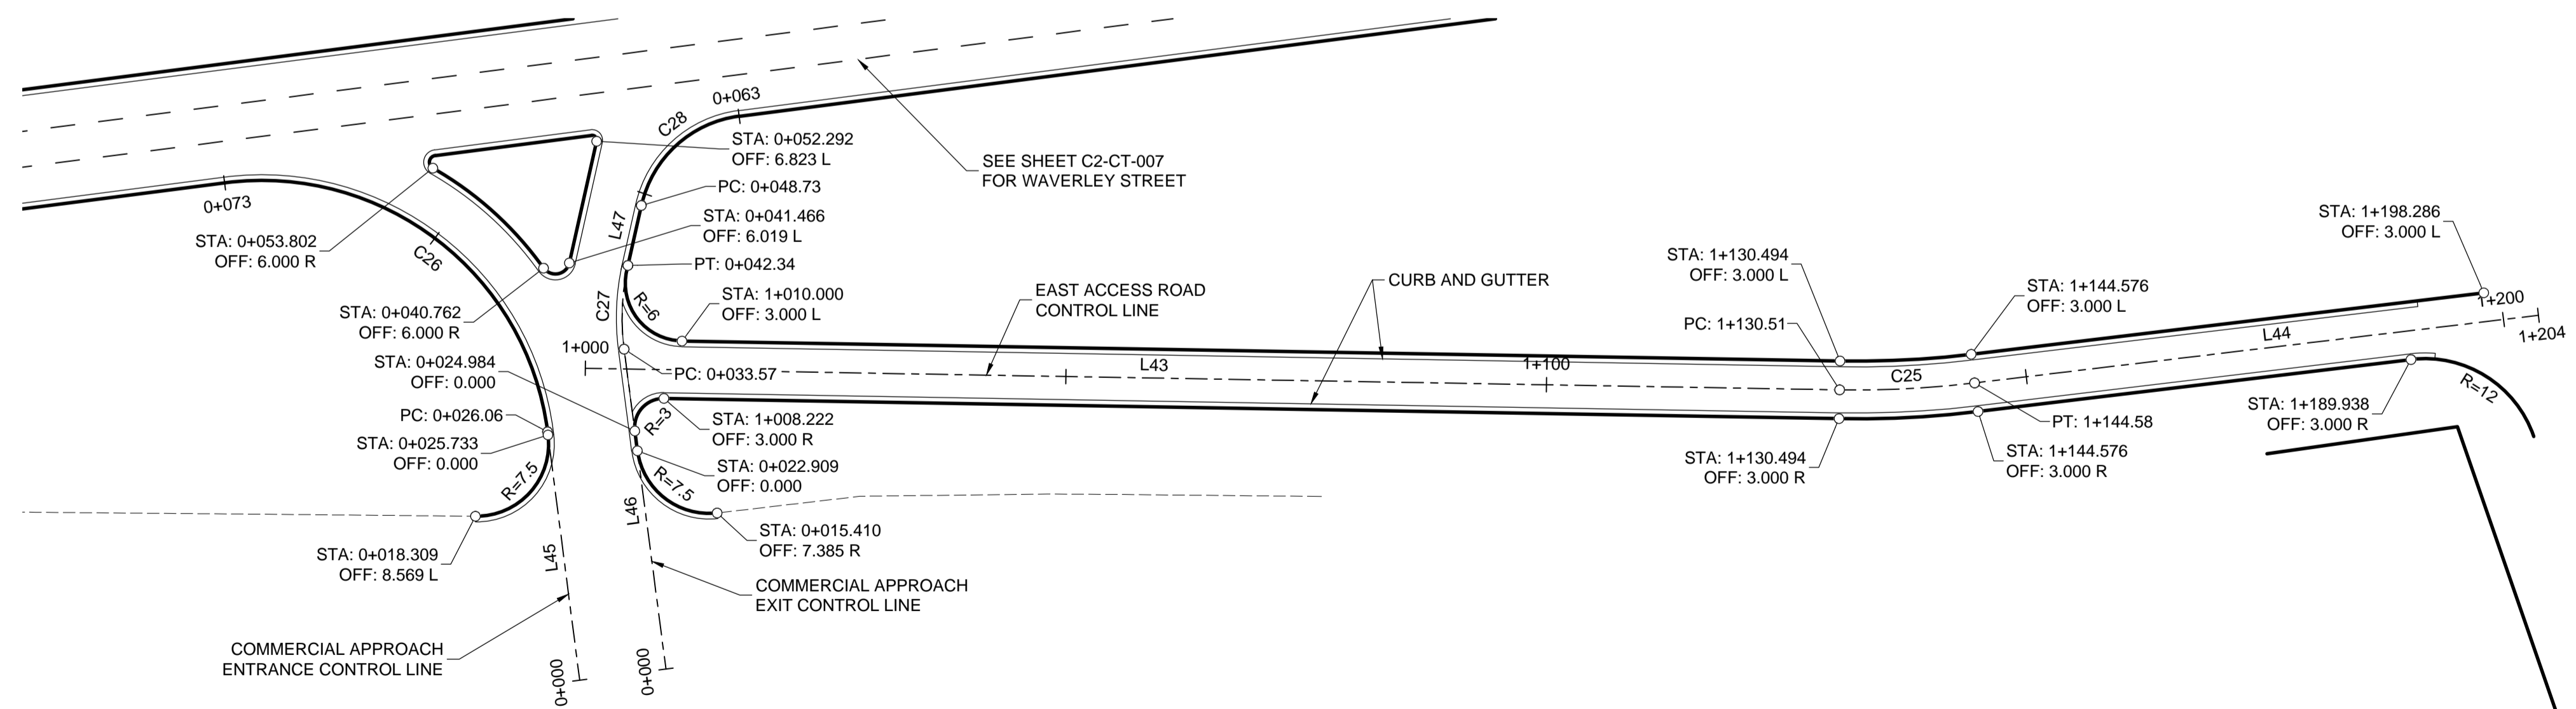 0+063
C28
STA: 0+052.292
OFF: 6.823 L
SEE SHEET C2-CT-007
FOR WAVERLEY STREET
PC: 0+048.73
0+073
L47
STA: 0+041.466
OFF: 6.019 L
STA: 0+053.802
OFF: 6.000 R
C26
PT: 0+042.34
STA: 1+198.286
OFF: 3.000 L
STA: 1+130.494
OFF: 3.000 L
CURB AND GUTTER
STA: 1+010.000
OFF: 3.000 L
EAST ACCESS ROAD
CONTROL LINE
STA: 1+144.576
OFF: 3.000 L
1+200
C27
R=6
STA: 0+040.762
OFF: 6.000 R
PC: 1+130.51
L44
1+204
1+000
STA: 0+024.984
OFF: 0.000
PC: 0+033.57
L43
1+100
C25
R=12
PC: 0+026.06
STA: 0+025.733
OFF: 0.000
R=3
STA: 1+008.222
OFF: 3.000 R
STA: 1+189.938
OFF: 3.000 R
PT: 1+144.58
R=7.5
R=7.5
STA: 0+022.909
OFF: 0.000
STA: 1+130.494
OFF: 3.000 R
STA: 1+144.576
OFF: 3.000 R
L46
STA: 0+015.410
OFF: 7.385 R
STA: 0+018.309
OFF: 8.569 L
L45
COMMERCIAL APPROACH
EXIT CONTROL LINE
COMMERCIAL APPROACH
ENTRANCE CONTROL LINE
0+000
0+000